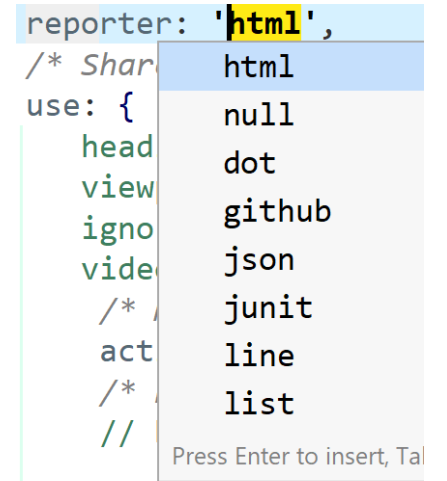 reporter: 'html',
/* Shar
use: {
head
view
igno
vide
/*
act
/*
//
html
null
dot
github
json
junit
line
list
Press Enter to insert, Tal